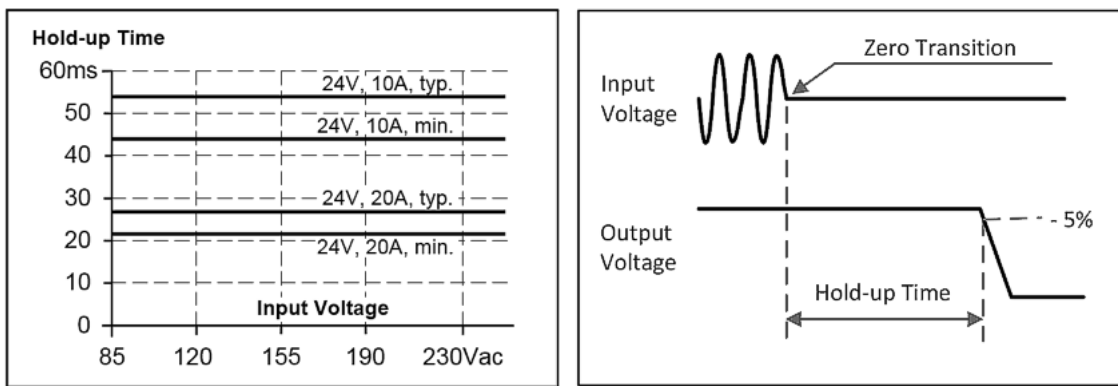 Hold-up Time
60ms
50
40
30
20
10
0
24V, 10A, typ.
24V, 10A, min.
24V, 20A, typ.
24V, 20A, min.
Input Voltage
85 120 155 190 230Vac
Zero Transition
Input
Voltage
Output
Voltage
- 5%
Hold-up Time